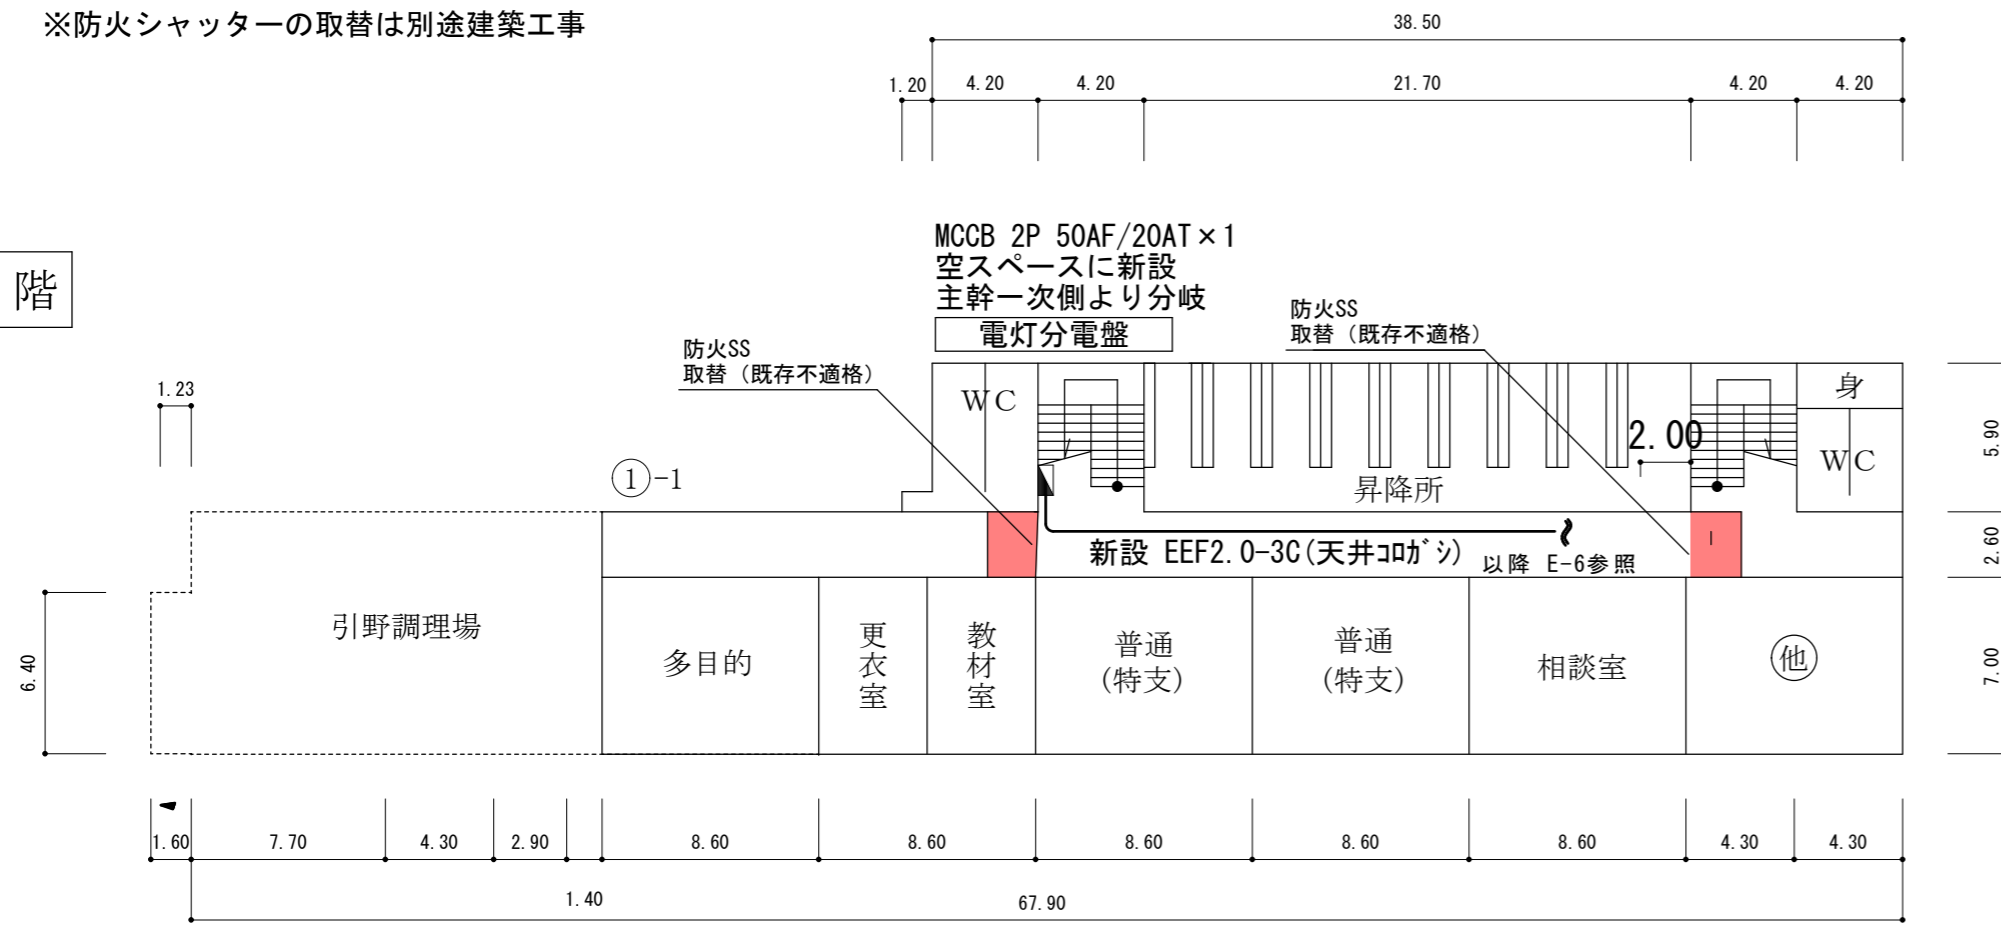 ※防火シャッターの取替は別途建築工事
38.50
1.20 4.20 4.20 21.70 4.20 4.20
階
MCCB 2P 50AF/20AT×1
空スペースに新設
主幹一次側より分岐
電灯分電盤
防火SS
取替（既存不適格）
防火SS
取替（既存不適格）
1.23
WC
身
WC
2.00
5.90
①-1
昇降所
新設 EEF2.0-3C(天井コロガシ)
以降 E-6参照
2.60
引野調理場
多目的
更衣室
教材室
普通
(特支)
普通
(特支)
相談室
他
6.40
7.00
1.60 7.70 4.30 2.90 8.60 8.60 8.60 8.60 8.60 4.30 4.30
1.40
67.90